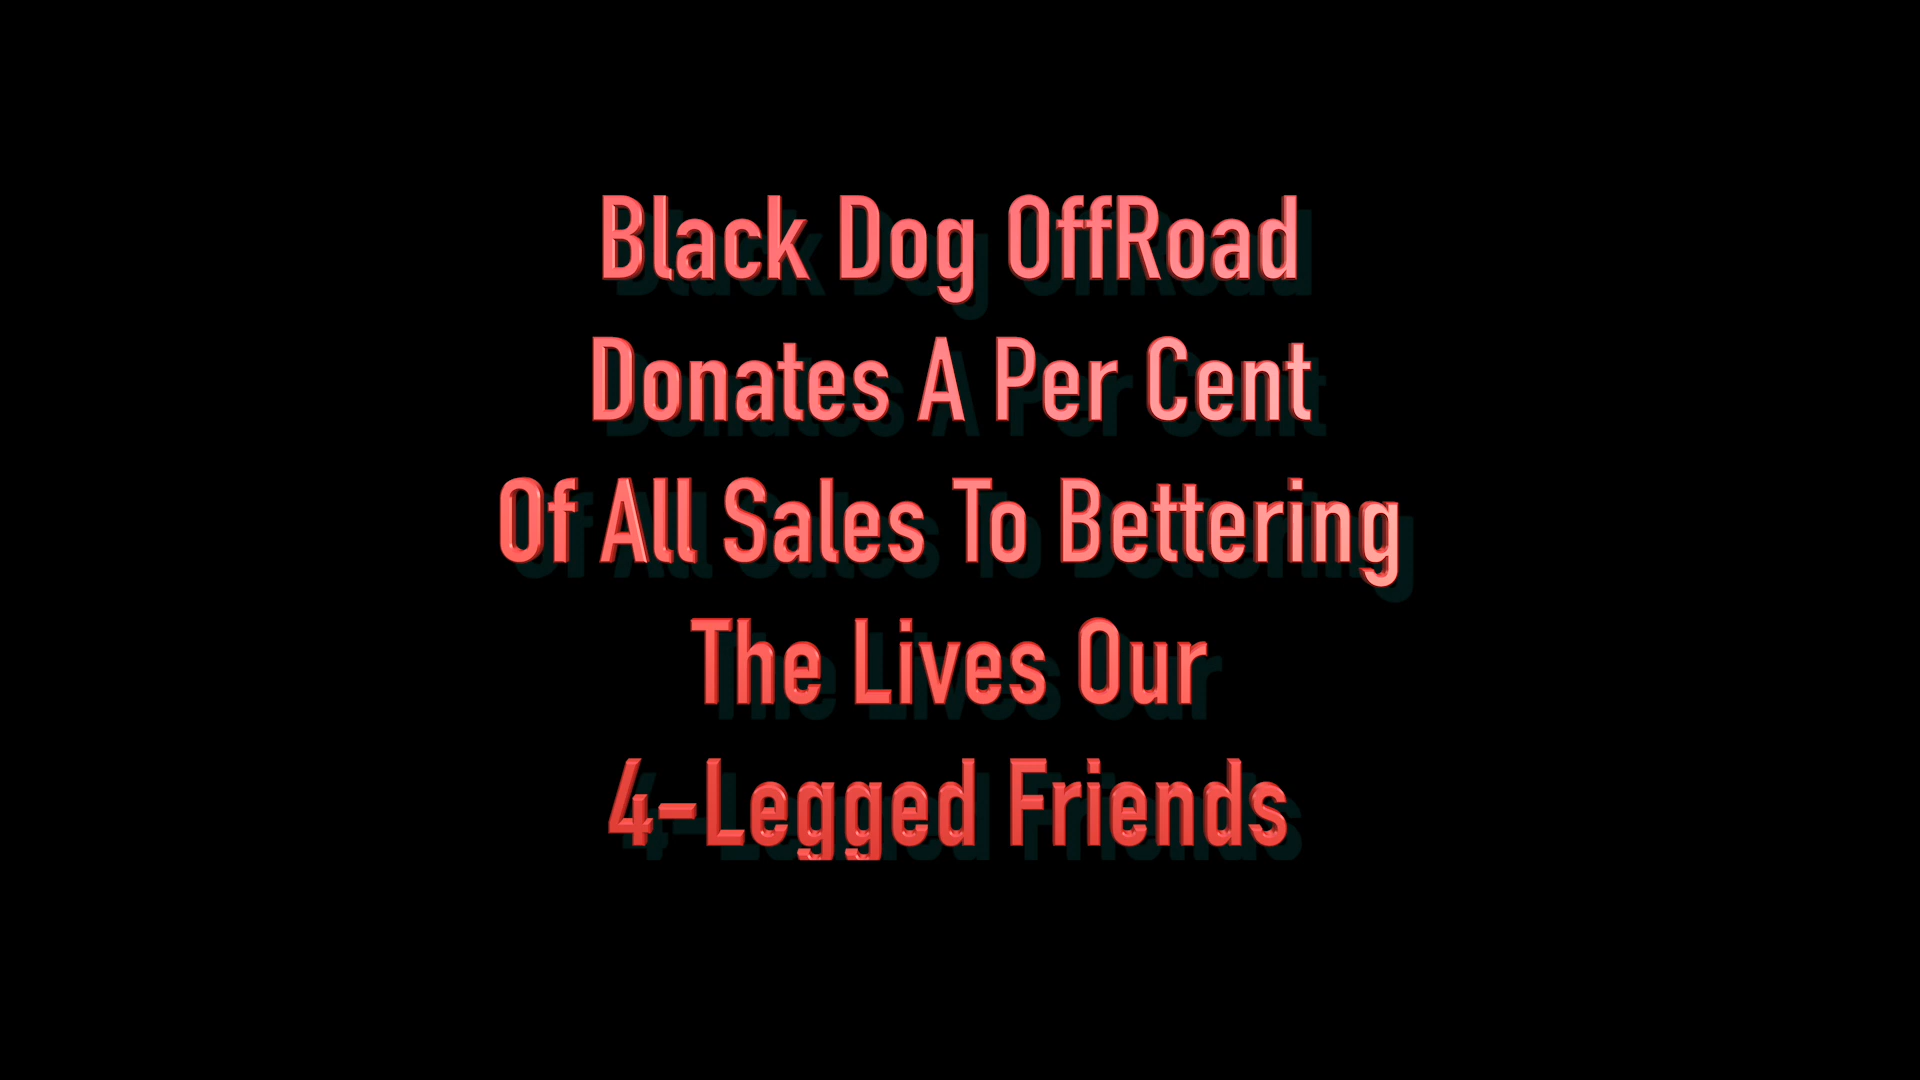 Black Dog OffRoad
Donates A Per Cent
Of All Sales To Bettering
The Lives Our
4-Legged Friends